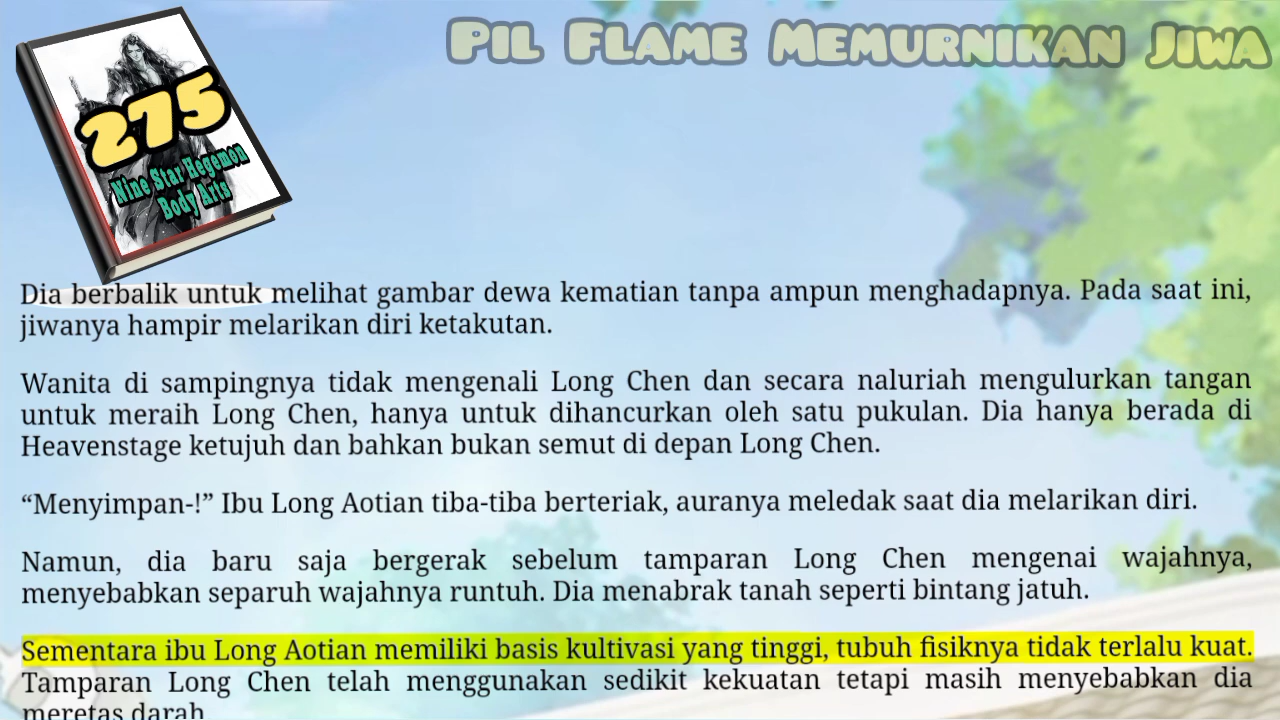 Pil Flame Memurnikan Jiwa
275
Nine Star Hegemon
Body Arts
Dia berbalik untuk melihat gambar dewa kematian tanpa ampun menghadapnya. Pada saat ini,
jiwanya hampir melarikan diri ketakutan.
Wanita di sampingnya tidak mengenali Long Chen dan secara naluriah mengulurkan tangan
untuk meraih Long Chen, hanya untuk dihancurkan oleh satu pukulan. Dia hanya berada di
Heavenstage ketujuh dan bahkan bukan semut di depan Long Chen.
“Menyimpan-!” Ibu Long Aotian tiba-tiba berteriak, auranya meledak saat dia melarikan diri.
Namun, dia baru saja bergerak sebelum tamparan Long Chen mengenai wajahnya,
menyebabkan separuh wajahnya runtuh. Dia menabrak tanah seperti bintang jatuh.
Sementara ibu Long Aotian memiliki basis kultivasi yang tinggi, tubuh fisiknya tidak terlalu kuat.
Tamparan Long Chen telah menggunakan sedikit kekuatan tetapi masih menyebabkan dia
meretas darah